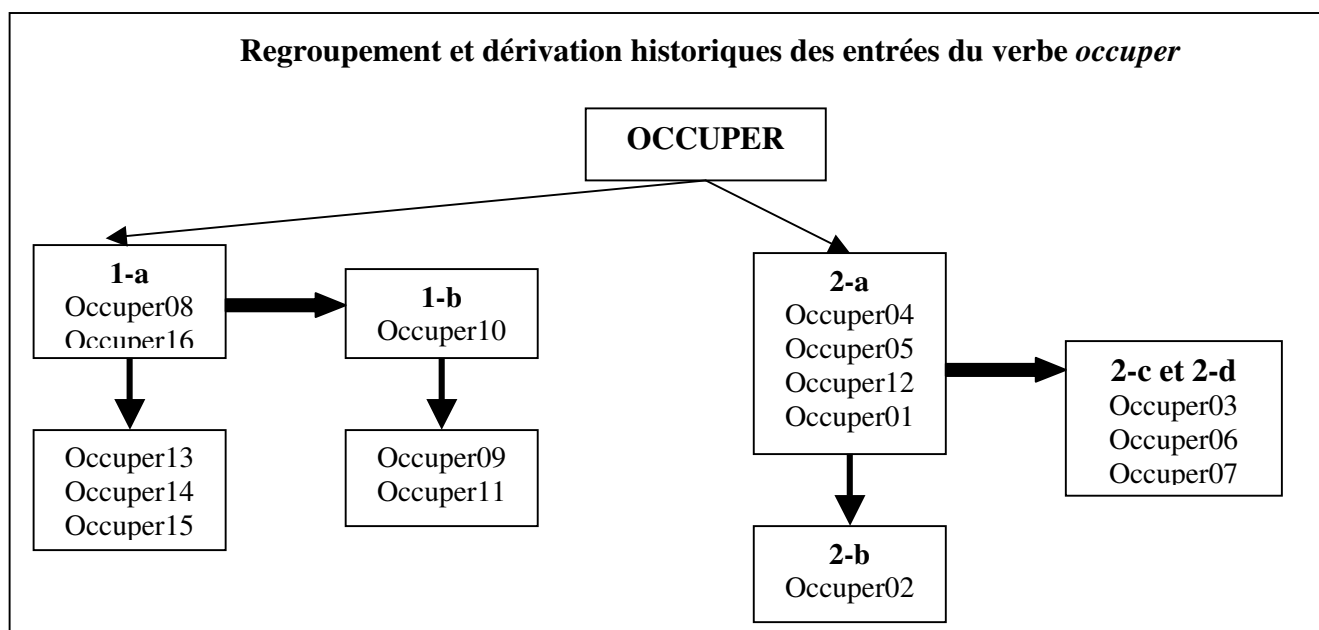 Regroupement et dérivation historiques des entrées du verbe occuper
OCCUPER
1-a
Occuper08
Occuper16
1-b
Occuper10
2-a
Occuper04
Occuper05
Occuper12
Occuper01
2-c et 2-d
Occuper03
Occuper06
Occuper07
Occuper13
Occuper14
Occuper15
Occuper09
Occuper11
2-b
Occuper02